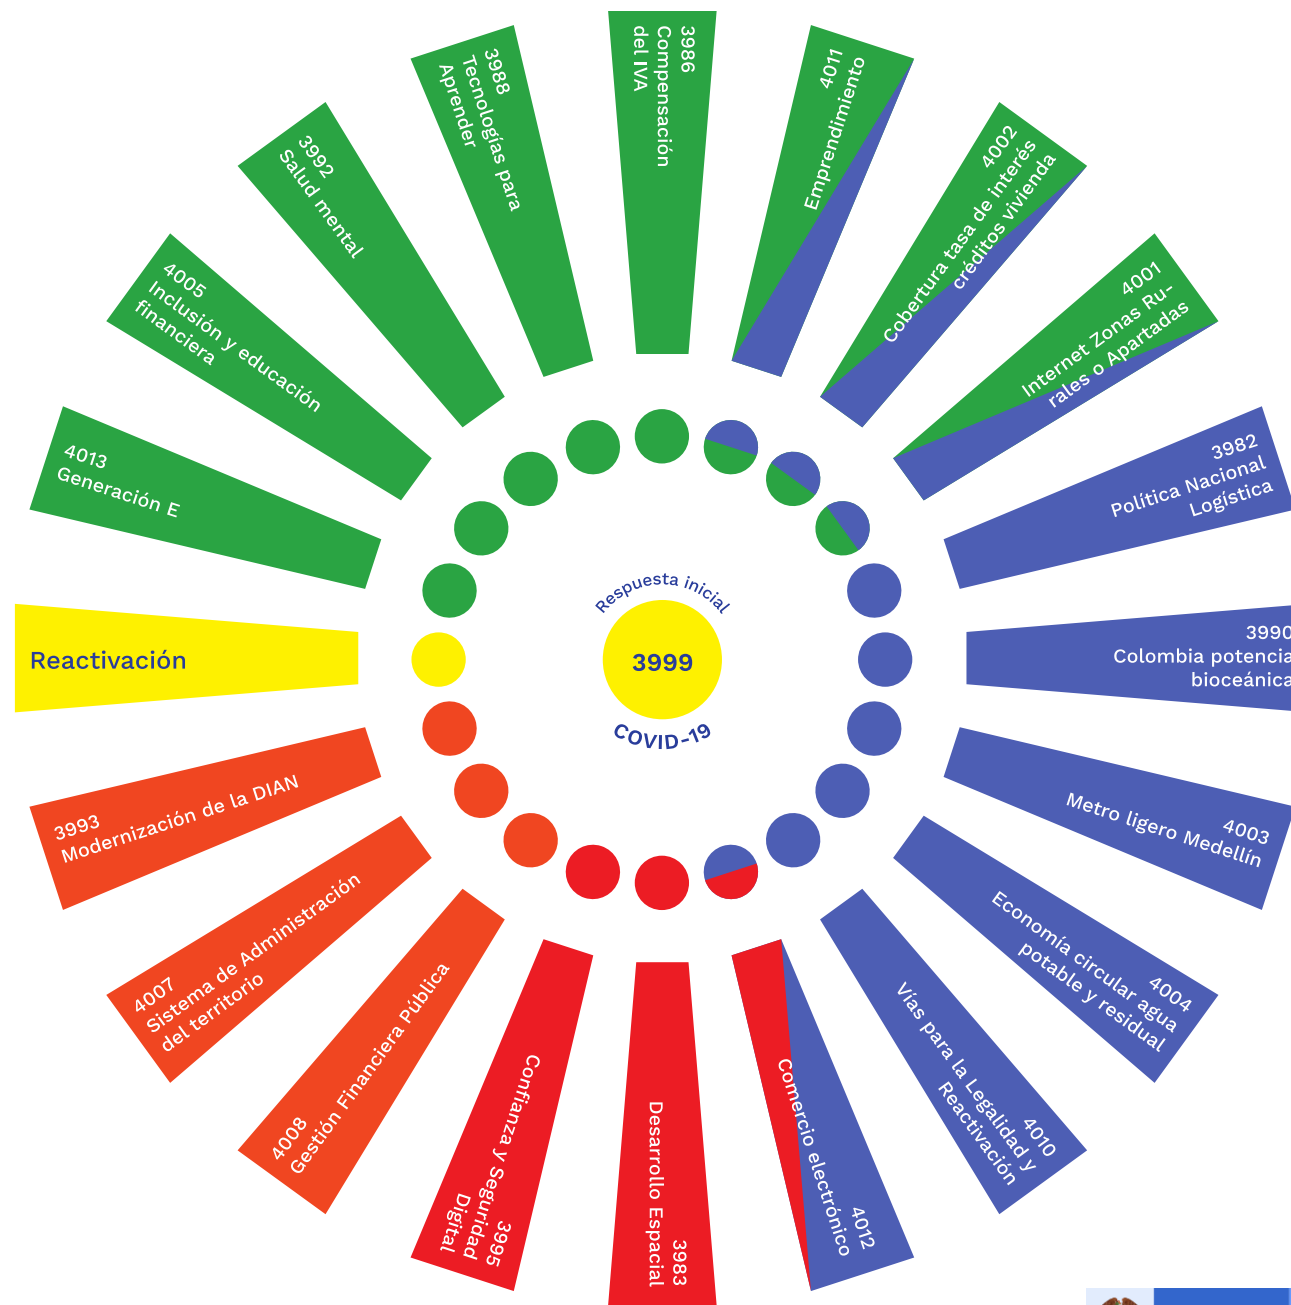 3986
Compensación
del IVA
4011
Emprendimiento
4002
Cobertura tasa de interés
créditos vivienda
4001
Internet Zonas Ru-
rales o Apartadas
3982
Política Nacional
Logística
3990
Colombia potencia
bioceánica
4003
Metro ligero Medellín
4004
Economía circular agua
potable y residual
4010
Vías para la Legalidad y
Reactivación
4012
Comercio electrónico
3983
Desarrollo Espacial
3995
Confianza y Seguridad
Digital
4008
Gestión Financiera Pública
4007
Sistema de Administración
del territorio
3993
Modernización de la DIAN
Reactivación
4013
Generación E
4005
Inclusión y educación
financiera
3992
Salud mental
3988
Tecnologías para
Aprender
Respuesta inicial
3999
COVID-19